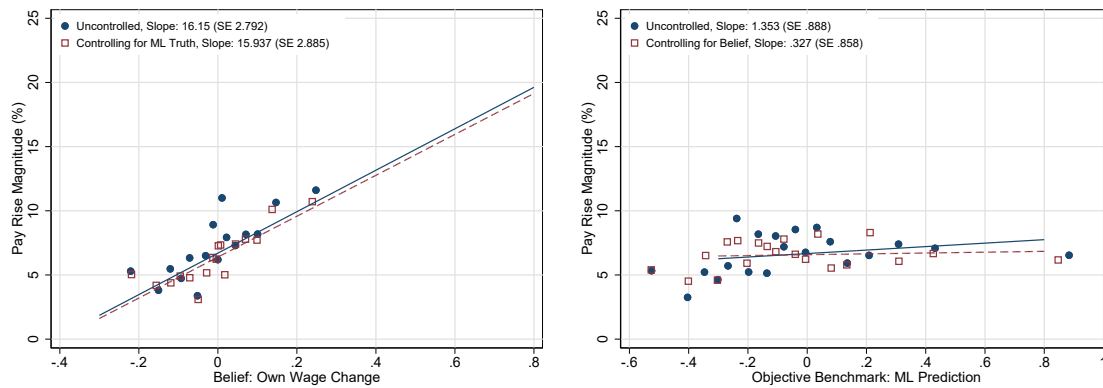 Uncontrolled, Slope: 16.15 (SE 2.792)
Controlling for ML Truth, Slope: 15.937 (SE 2.885)
Pay Rise Magnitude (%)
25
20
15
10
5
0
-.4 -.2 0 .2 .4 .6 .8
Belief: Own Wage Change
Uncontrolled, Slope: 1.353 (SE .888)
Controlling for Belief, Slope: .327 (SE .858)
Pay Rise Magnitude (%)
25
20
15
10
5
0
-.6 -.4 -.2 0 .2 .4 .6 .8 1
Objective Benchmark: ML Prediction